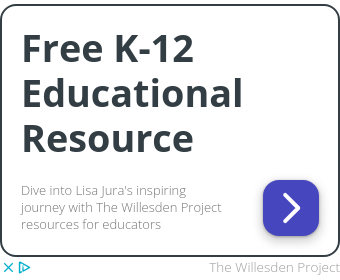 Free K-12
Educational
Resource
Dive into Lisa Jura's inspiring
journey with The Willesden Project
resources for educators
The Willesden Project